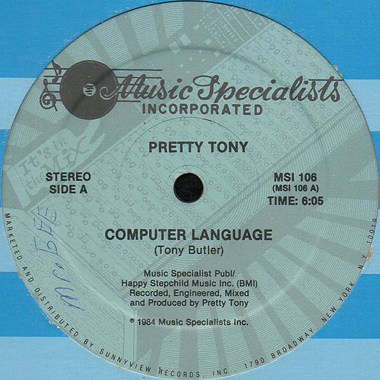 Music Specialists
INCORPORATED
PRETTY TONY
It's in
the Mix
STEREO
SIDE A
MSI 106
(MSI 106 A)
TIME: 6:05
COMPUTER LANGUAGE
(Tony Butler)
Music Specialist Publ/
Happy Stepchild Music Inc. (BMI)
Recorded, Engineered, Mixed
and Produced by Pretty Tony
℗ 1984 Music Specialists Inc.
MARKETED AND DISTRIBUTED BY SUNNYVIEW RECORDS, INC. 1790 BROADWAY, NEW YORK, N.Y. 10019